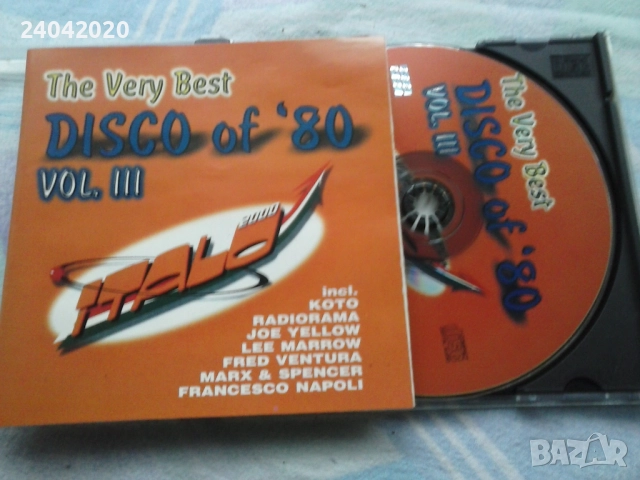 24042020
The Very Best
DISCO of '80
VOL. III
ITALO
2000
incl.
KOTO
RADIORAMA
JOE YELLOW
LEE MARROW
FRED VENTURA
MARX & SPENCER
FRANCESCO NAPOLI
The Very Best
DISCO of '80
VOL. III
BAZAR